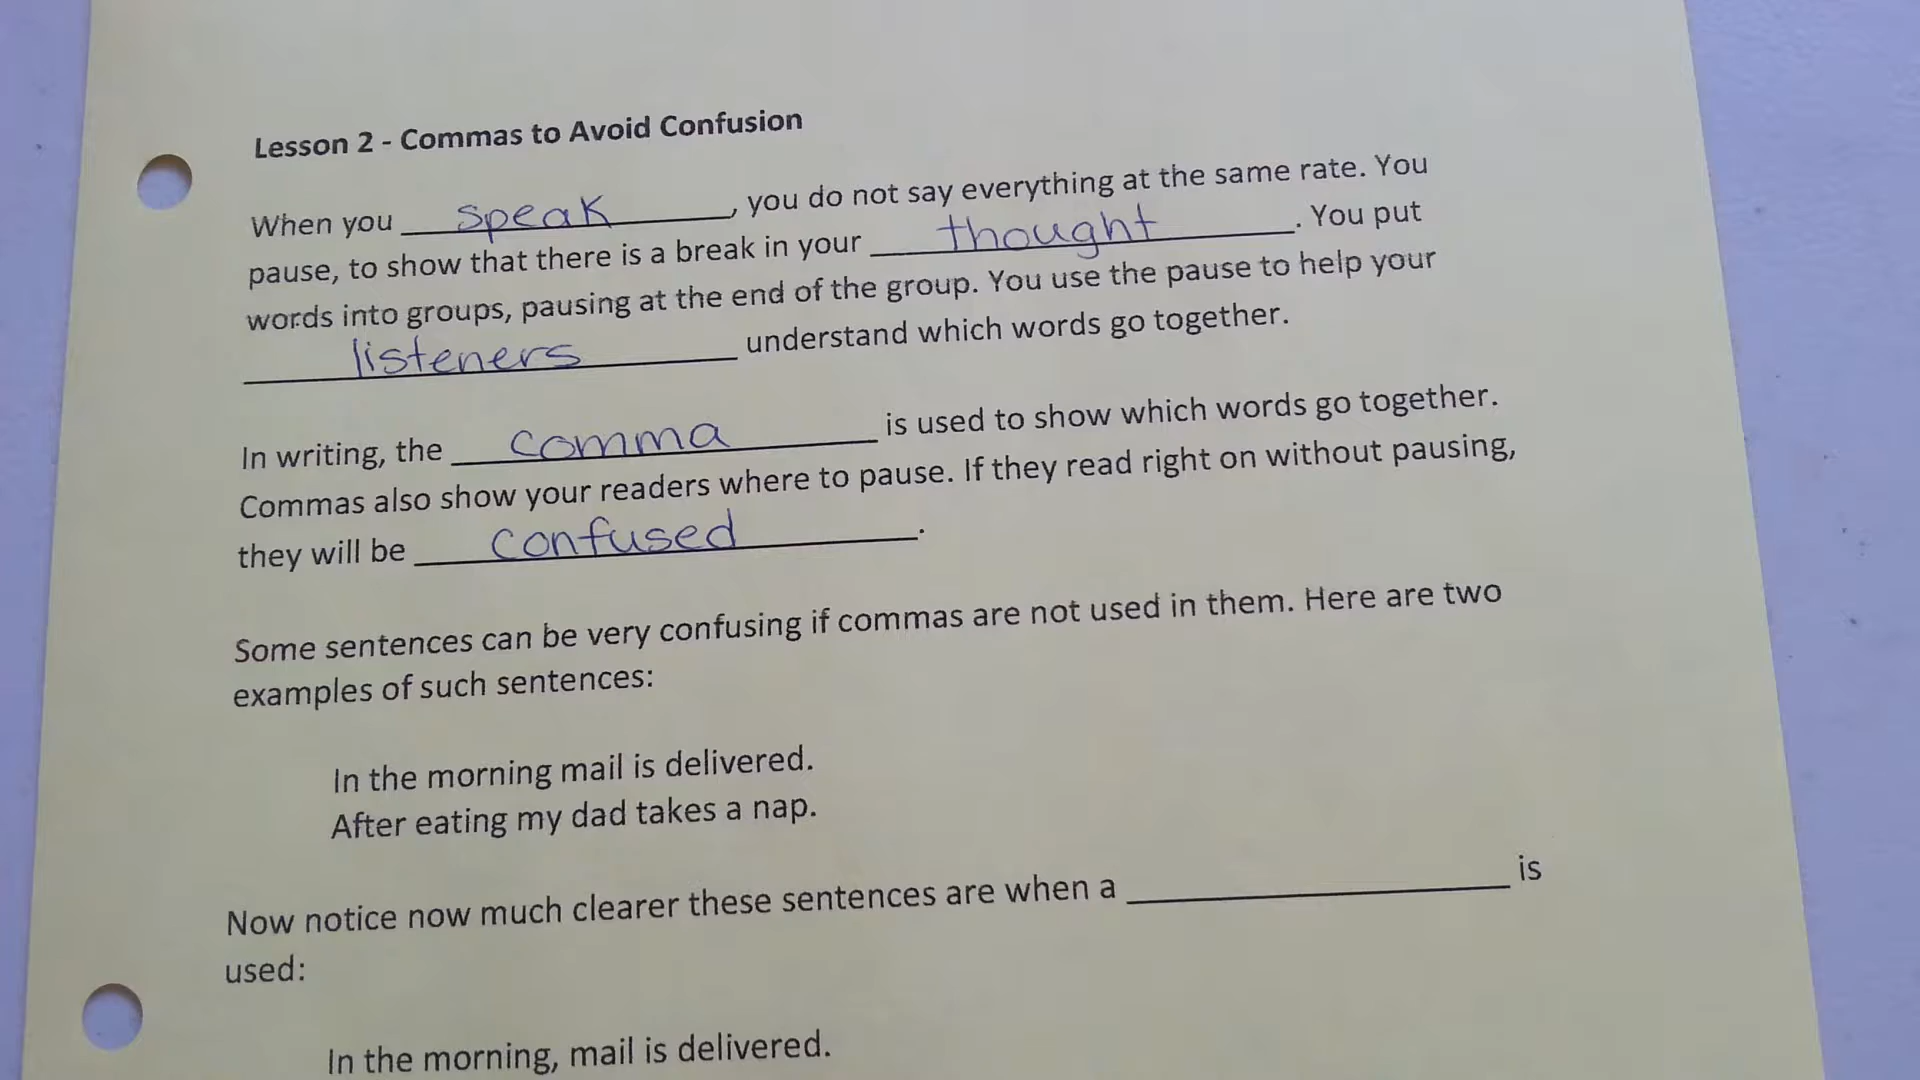 Lesson 2 - Commas to Avoid Confusion
When you speak, you do not say everything at the same rate. You
pause, to show that there is a break in your thought. You put
words into groups, pausing at the end of the group. You use the pause to help your
listeners understand which words go together.
In writing, the comma is used to show which words go together.
Commas also show your readers where to pause. If they read right on without pausing,
they will be confused.
Some sentences can be very confusing if commas are not used in them. Here are two
examples of such sentences:
In the morning mail is delivered.
After eating my dad takes a nap.
Now notice now much clearer these sentences are when a ____________ is
used:
In the morning, mail is delivered.